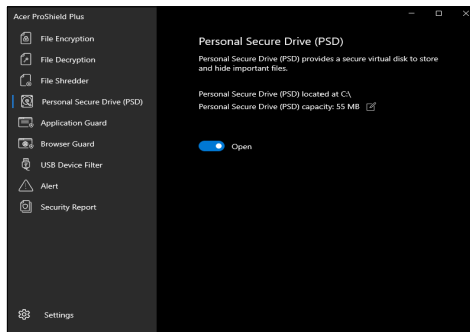 Acer ProShield Plus
File Encryption
File Decryption
File Shredder
Personal Secure Drive (PSD)
Application Guard
Browser Guard
USB Device Filter
Alert
Security Report
Settings
Personal Secure Drive (PSD)
Personal Secure Drive (PSD) provides a secure virtual disk to store
and hide important files.
Personal Secure Drive (PSD) located at C:\
Personal Secure Drive (PSD) capacity: 55 MB
Open